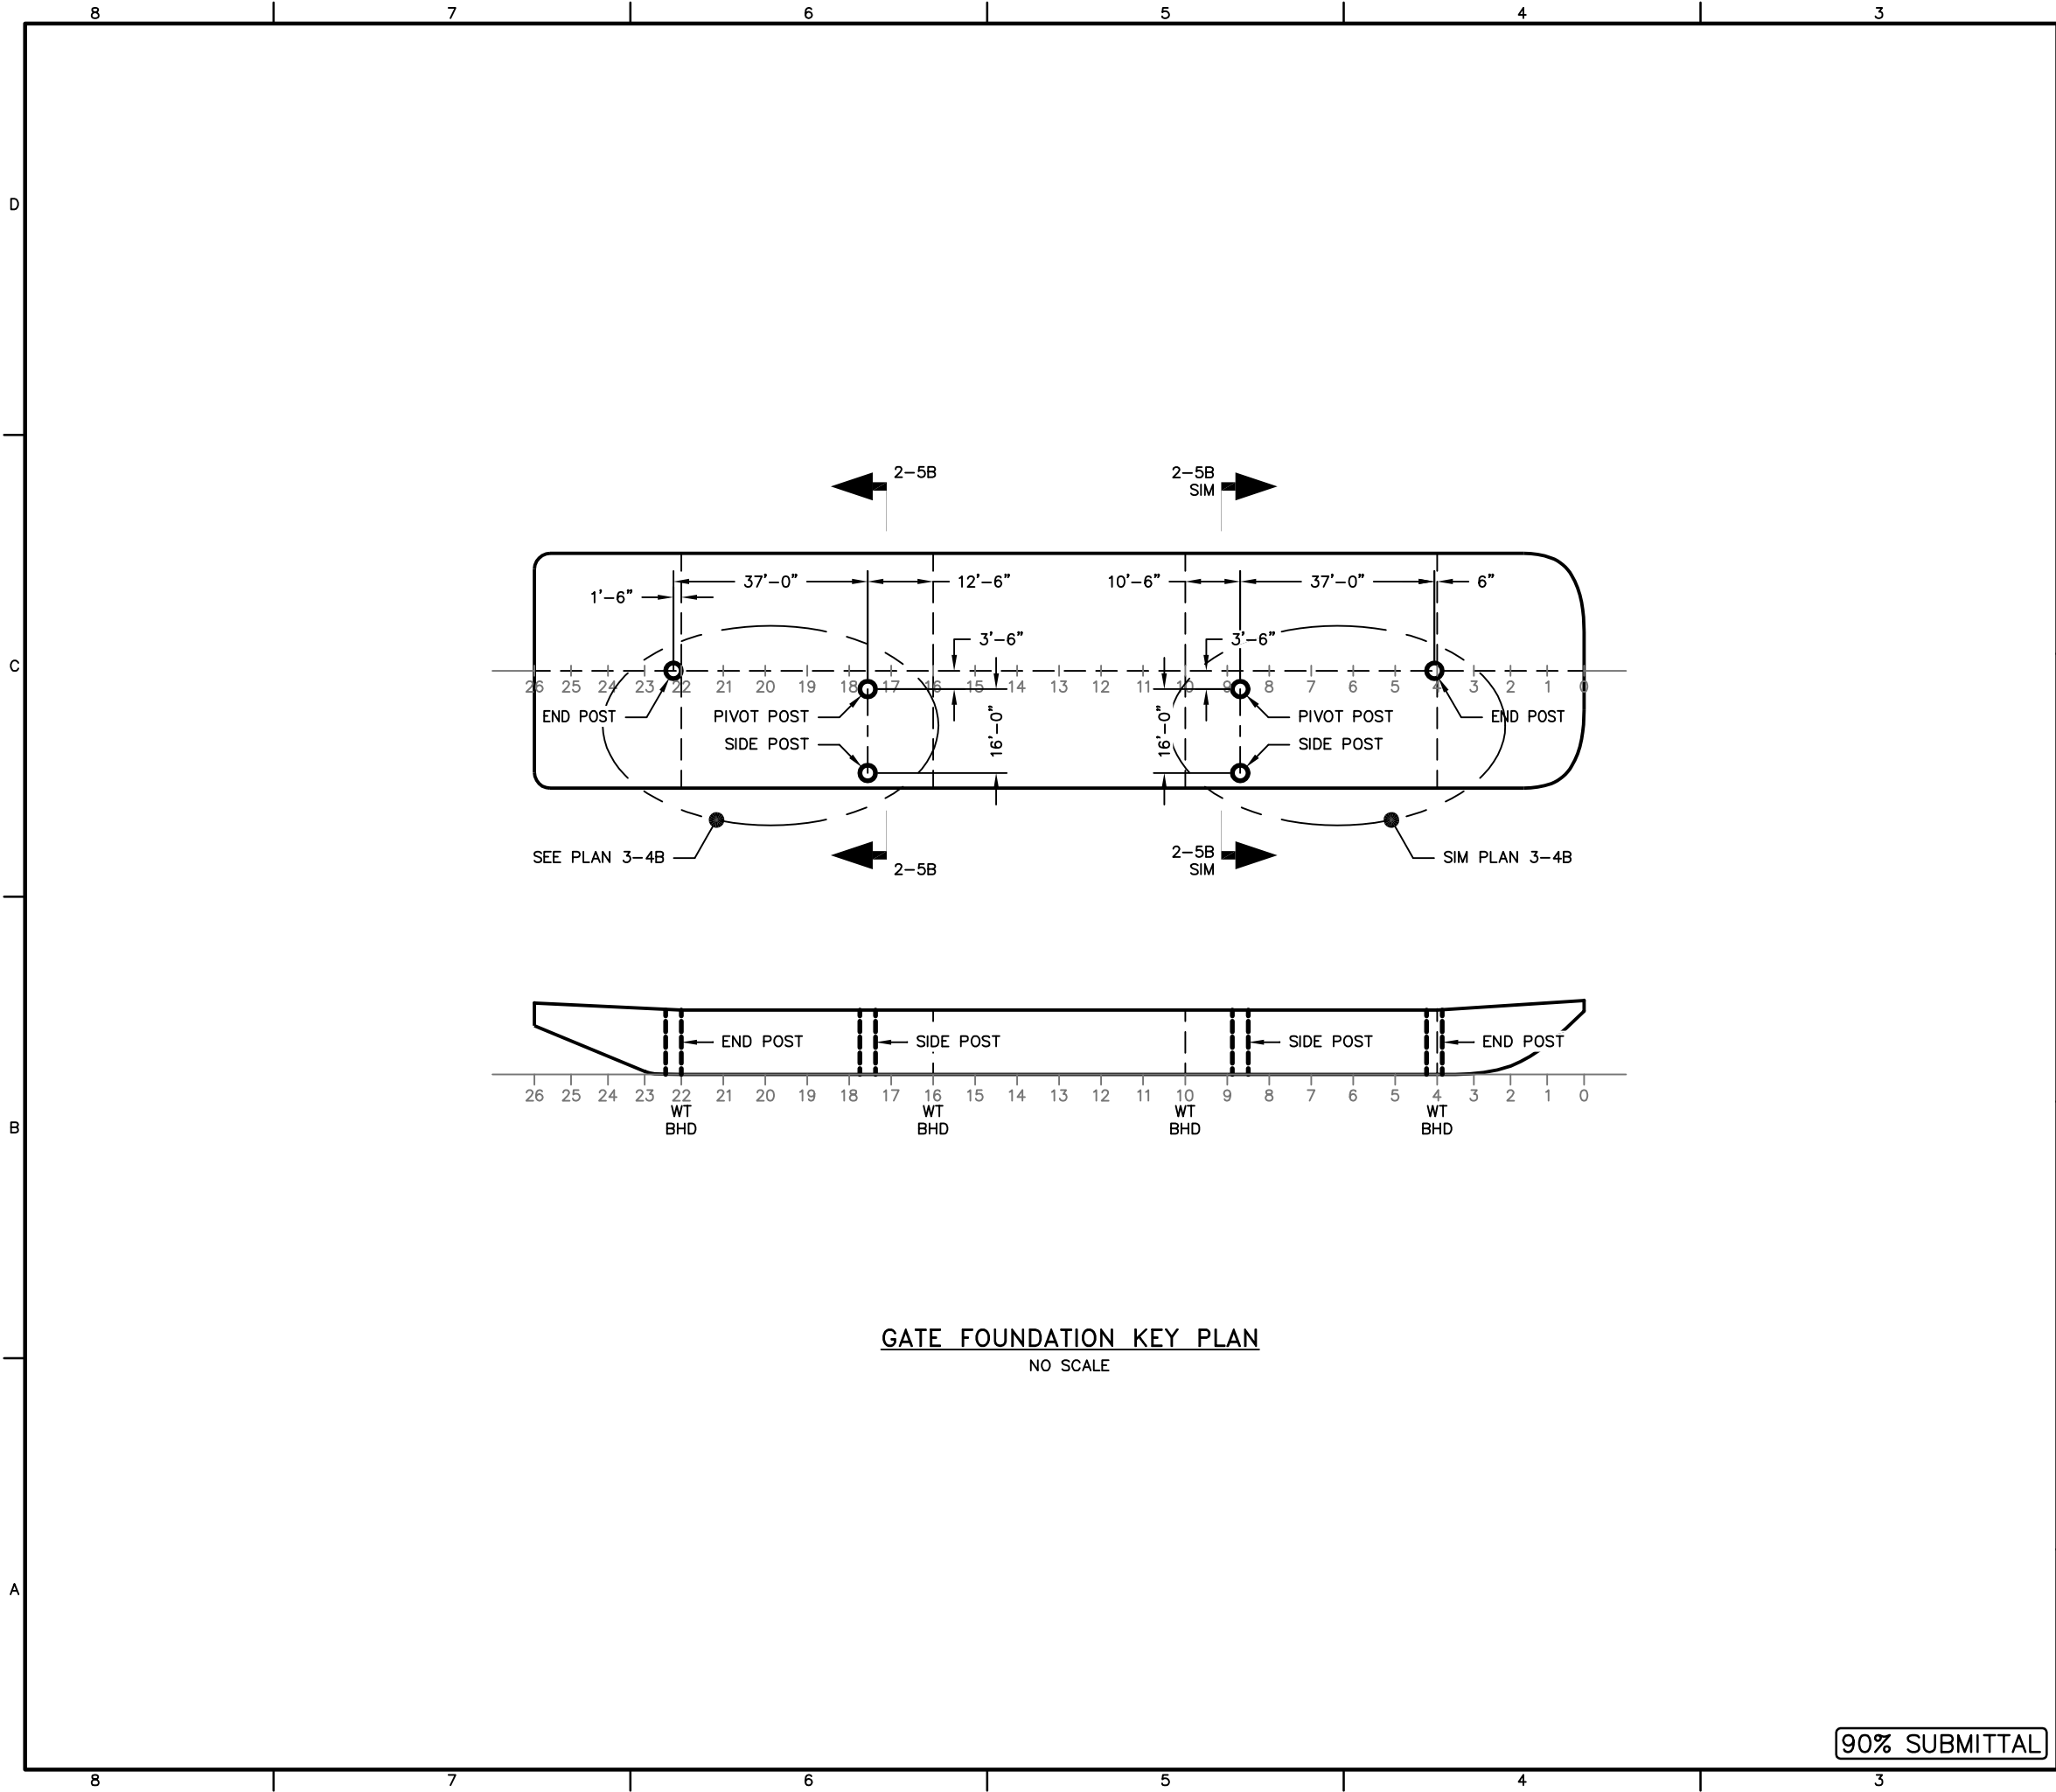 8 7 6 5 4 3
D
2-5B
2-5B
SIM
37'-0" 12'-6" 10'-6" 37'-0" 6"
1'-6"
3'-6" 3'-6"
C
26 25 24 23 22 21 20 19 18 17 16 15 14 13 12 11 10 9 8 7 6 5 4 3 2 1 0
END POST PIVOT POST 16'-0" 16'-0" PIVOT POST END POST
SIDE POST SIDE POST
SEE PLAN 3-4B
2-5B
2-5B
SIM
SIM PLAN 3-4B
END POST SIDE POST SIDE POST END POST
26 25 24 23 22 21 20 19 18 17 16 15 14 13 12 11 10 9 8 7 6 5 4 3 2 1 0
WT WT WT WT
BHD BHD BHD BHD
B
GATE FOUNDATION KEY PLAN
NO SCALE
A
90% SUBMITTAL
8 7 6 5 4 3